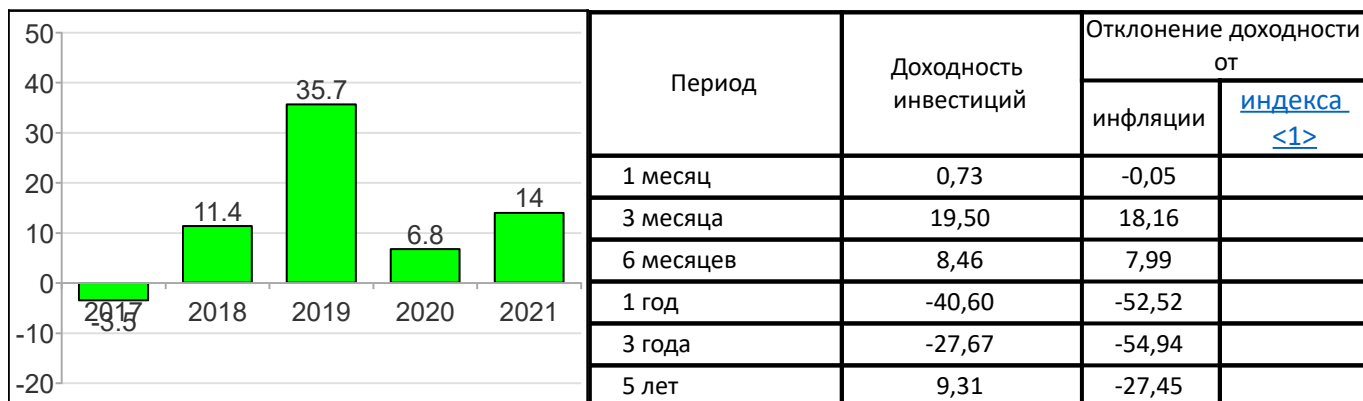 50
40
30
20
10
0
-10
-20
-3.5
11.4
35.7
6.8
14
2017
2018
2019
2020
2021
Период
Доходность
инвестиций
Отклонение доходности
от
инфляции
индекса
<1>
1 месяц 0,73 -0,05
3 месяца 19,50 18,16
6 месяцев 8,46 7,99
1 год -40,60 -52,52
3 года -27,67 -54,94
5 лет 9,31 -27,45